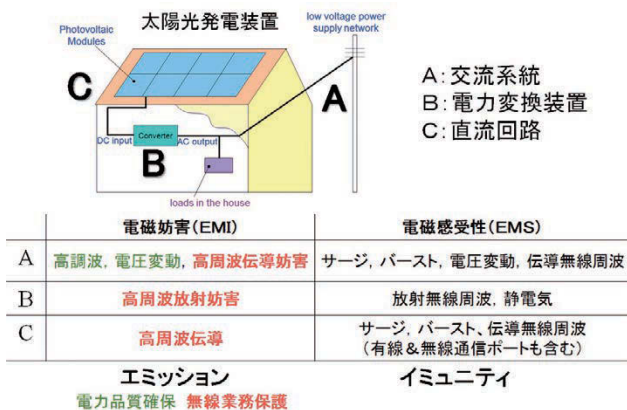 太陽光発電装置
low voltage power
supply network
Photovoltaic
Modules
C
A
A:交流系統
B:電力変換装置
C:直流回路
DC input
Converter
AC output
B
loads in the house
電磁妨害(EMI)
電磁感受性(EMS)
A
高調波, 電圧変動, 高周波伝導妨害
サージ, バースト, 電圧変動, 伝導無線周波
B
高周波放射妨害
放射無線周波, 静電気
C
高周波伝導
サージ, バースト、伝導無線周波
(有線&無線通信ポートも含む)
エミッション
イミュニティ
電力品質確保 無線業務保護